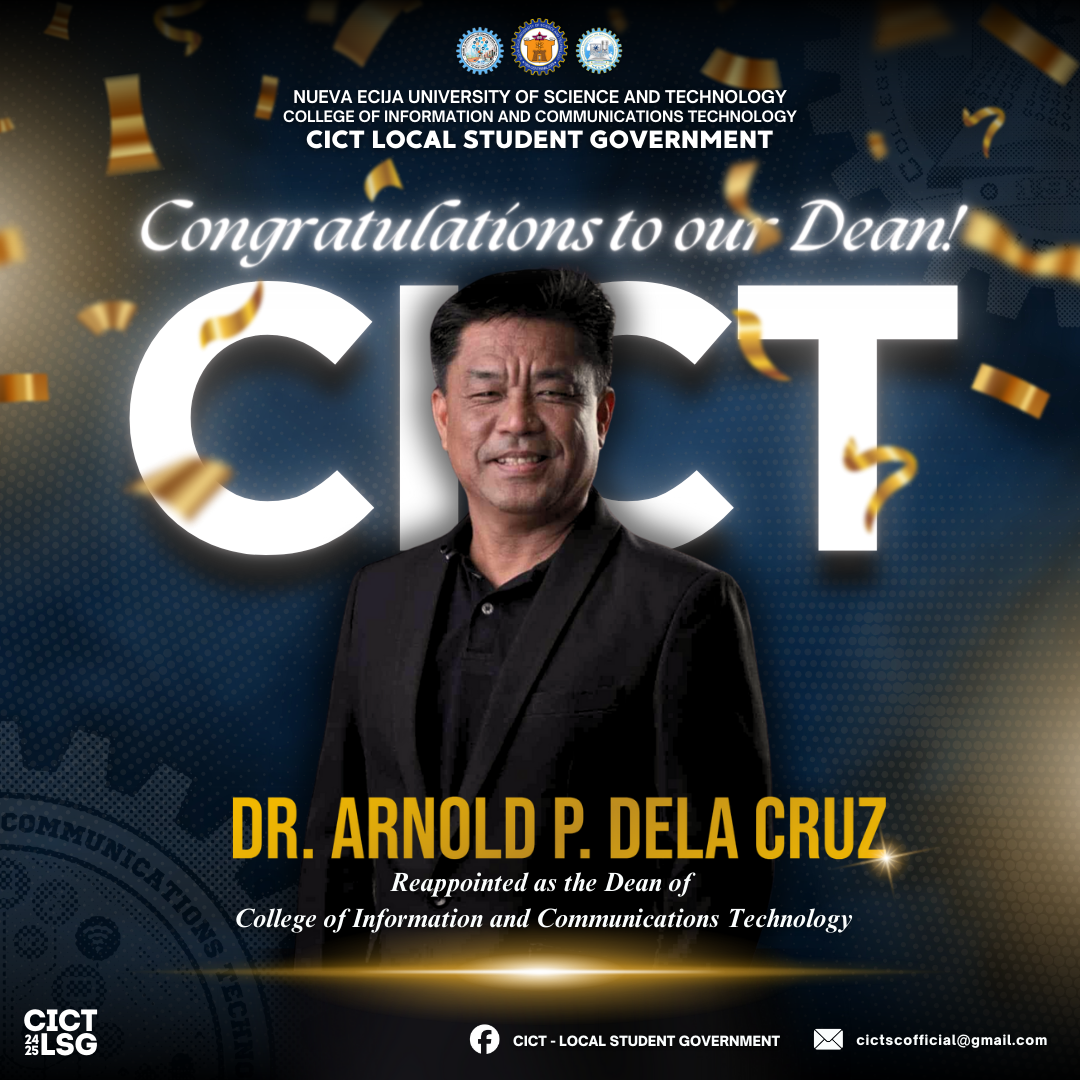 NUEVA ECIJA UNIVERSITY OF SCIENCE AND TECHNOLOGY
COLLEGE OF INFORMATION AND COMMUNICATIONS TECHNOLOGY
CICT LOCAL STUDENT GOVERNMENT
Congratulations to our Dean!
CICT
DR. ARNOLD P. DELA CRUZ
Reappointed as the Dean of
College of Information and Communications Technology
COMMUNICATIONS TECHN
CICT
24
25 LSG
CICT - LOCAL STUDENT GOVERNMENT
cictscofficial@gmail.com